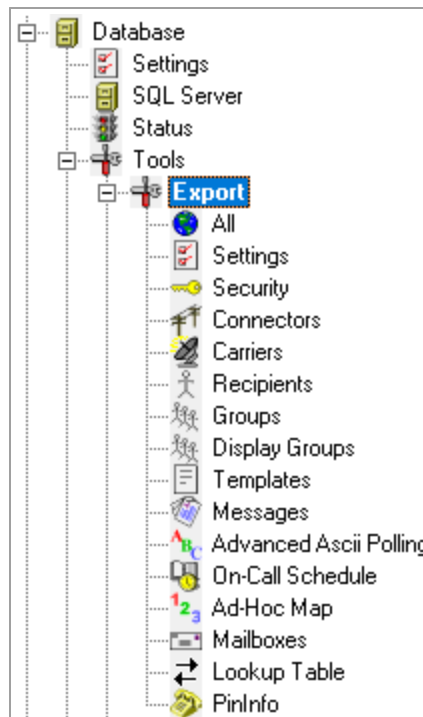 Database
Settings
SQL Server
Status
Tools
Export
All
Settings
Security
Connectors
Carriers
Recipients
Groups
Display Groups
Templates
Messages
Advanced Ascii Polling
On-Call Schedule
Ad-Hoc Map
Mailboxes
Lookup Table
PinInfo